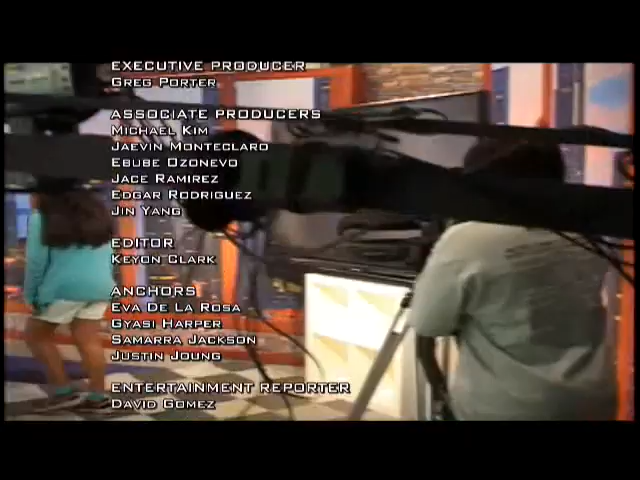 EXECUTIVE PRODUCER
GREG PORTER
ASSOCIATE PRODUCERS
MICHAEL KIM
JAEVIN MONTECLARO
EBUBE OZONEVO
JACE RAMIREZ
EDGAR RODRIGUEZ
JIN YANG
EDITOR
KEYON CLARK
ANCHORS
EVA DE LA ROSA
GYASI HARPER
SAMARRA JACKSON
JUSTIN JOUNG
ENTERTAINMENT REPORTER
DAVID GOMEZ